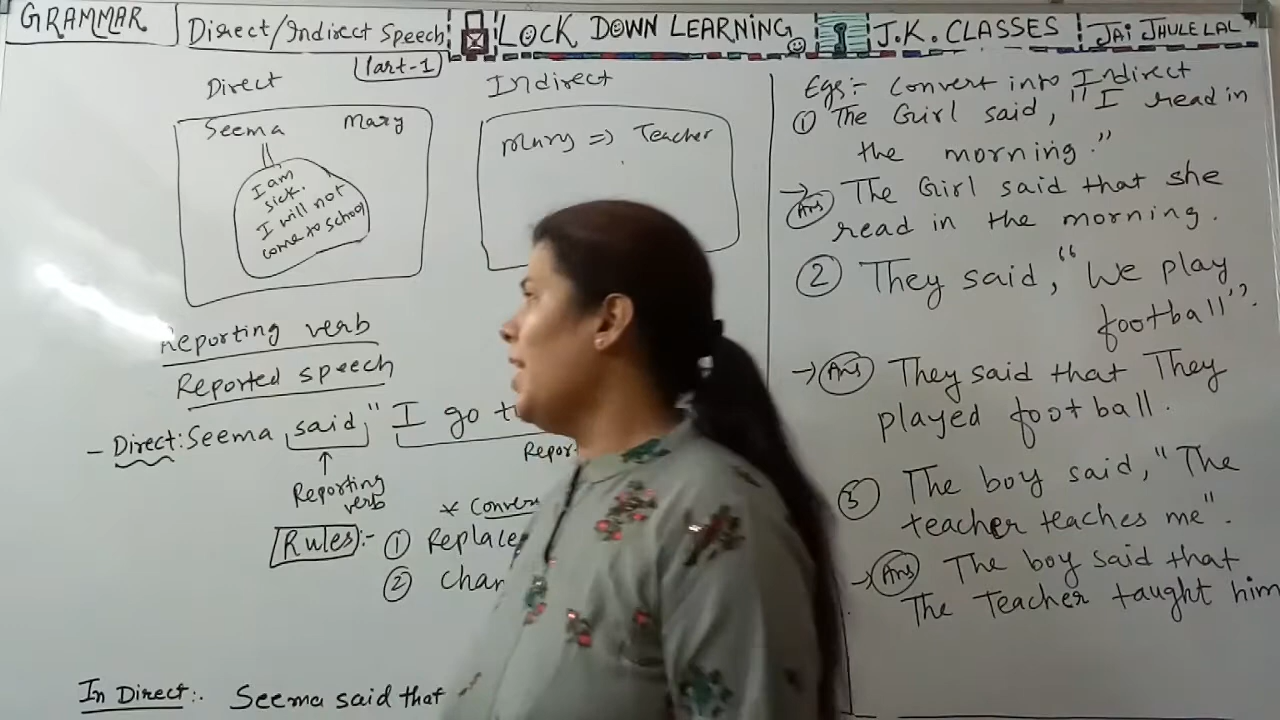 GRAMMAR
Direct/Indirect Speech
LOCK DOWN LEARNING
J.K. CLASSES
JAI JHULELAL
Part-1
Direct
Seema
Mary
I am
sick.
I will not
come to school
Indirect
Mary => Teacher
Reporting verb
Reported speech
- Direct: Seema said "I go
Reporting
verb
* 
Rules :- ① Replace
②
In Direct :. Seema said that
Egs:- Convert into Indirect
① The Girl said, "I read in
the morning."
→ Ans The Girl said that she
read in the morning.
② They said, "We play
football".
→ Ans They said that They
played football.
③ The boy said, "The
teacher teaches me".
→ Ans The boy said that
The Teacher taught him